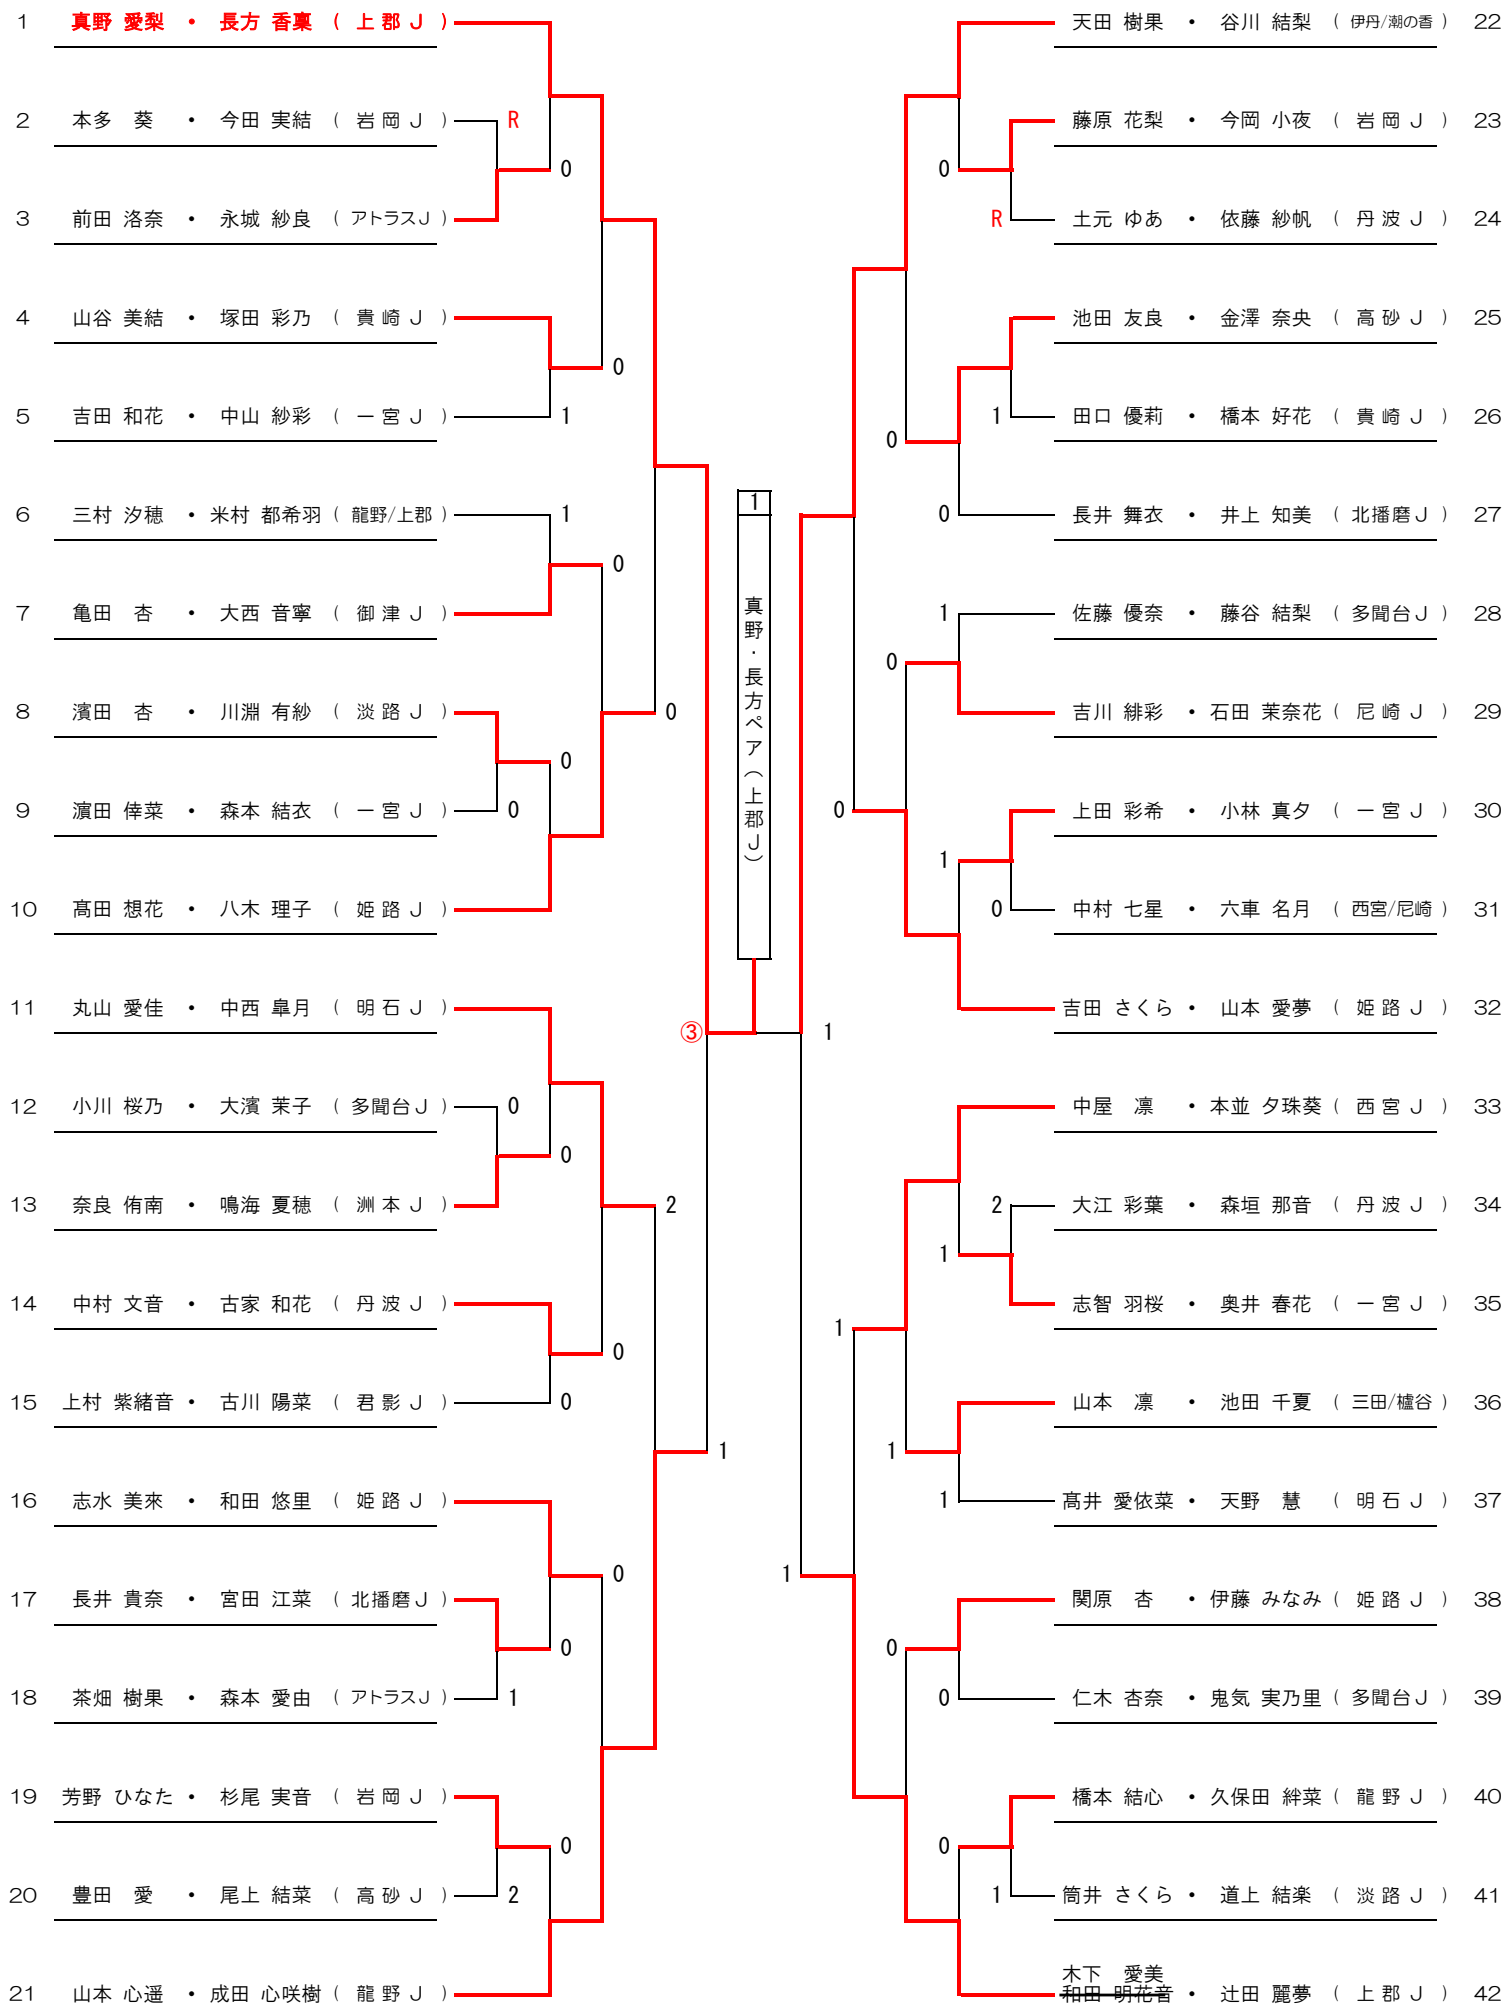 1 真野 愛梨 ・ 長方 香稟 ( 上 郡 J )
2 本多 葵 ・ 今田 実結 ( 岩 岡 J ) R
0
3 前田 洛奈 ・ 永城 紗良 ( アトラスJ )
4 山谷 美結 ・ 塚田 彩乃 ( 貴 崎 J )
0
5 吉田 和花 ・ 中山 紗彩 ( 一 宮 J ) 1
6 三村 汐穂 ・ 米村 都希羽 ( 龍野/上郡 ) 1
0
7 亀田 杏 ・ 大西 音寧 ( 御 津 J )
8 濱田 杏 ・ 川淵 有紗 ( 淡 路 J ) 0
0
9 濵田 倖菜 ・ 森本 結衣 ( 一 宮 J ) 0
10 髙田 想花 ・ 八木 理子 ( 姫 路 J )
11 丸山 愛佳 ・ 中西 皐月 ( 明 石 J )
③
12 小川 桜乃 ・ 大濱 茉子 ( 多聞台J ) 0
0
13 奈良 侑南 ・ 鳴海 夏穂 ( 洲 本 J ) 2
14 中村 文音 ・ 古家 和花 ( 丹 波 J )
0
15 上村 紫緒音 ・ 古川 陽菜 ( 君 影 J ) 0
1
16 志水 美來 ・ 和田 悠里 ( 姫 路 J )
0
17 長井 貴奈 ・ 宮田 江菜 ( 北播磨J )
0
18 茶畑 樹果 ・ 森本 愛由 ( アトラスJ ) 1
19 芳野 ひなた ・ 杉尾 実音 ( 岩 岡 J )
0
20 豊田 愛 ・ 尾上 結菜 ( 高 砂 J ) 2
21 山本 心遥 ・ 成田 心咲樹 ( 龍 野 J )
1
真野・長方ペア(上郡J)
天田 樹果 ・ 谷川 結梨 ( 伊丹/潮の香 ) 22
藤原 花梨 ・ 今岡 小夜 ( 岩 岡 J ) 23
0
R 土元 ゆあ ・ 依藤 紗帆 ( 丹 波 J ) 24
池田 友良 ・ 金澤 奈央 ( 高 砂 J ) 25
1 田口 優莉 ・ 橋本 好花 ( 貴 崎 J ) 26
0
0 長井 舞衣 ・ 井上 知美 ( 北播磨J ) 27
1 佐藤 優奈 ・ 藤谷 結梨 ( 多聞台J ) 28
0
吉川 緋彩 ・ 石田 茉奈花 ( 尼 崎 J ) 29
0 上田 彩希 ・ 小林 真夕 ( 一 宮 J ) 30
1
0 中村 七星 ・ 六車 名月 ( 西宮/尼崎 ) 31
吉田 さくら ・ 山本 愛夢 ( 姫 路 J ) 32
1
中屋 凛 ・ 本並 夕珠葵 ( 西 宮 J ) 33
2 大江 彩葉 ・ 森垣 那音 ( 丹 波 J ) 34
1
志智 羽桜 ・ 奥井 春花 ( 一 宮 J ) 35
1
山本 凛 ・ 池田 千夏 ( 三田/櫨谷 ) 36
1
1 髙井 愛依菜 ・ 天野 慧 ( 明 石 J ) 37
1
関原 杏 ・ 伊藤 みなみ ( 姫 路 J ) 38
0
0 仁木 杏奈 ・ 鬼気 実乃里 ( 多聞台J ) 39
橋本 結心 ・ 久保田 絆菜 ( 龍 野 J ) 40
0
1 筒井 さくら ・ 道上 結楽 ( 淡 路 J ) 41
木下 愛美
和田 明花音 ・ 辻田 麗夢 ( 上 郡 J ) 42